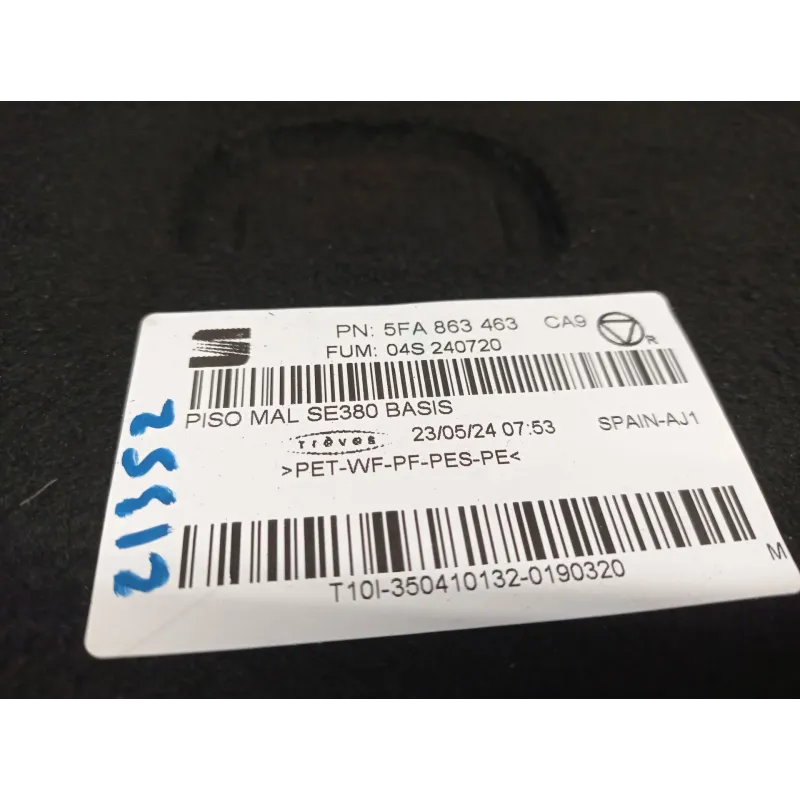 PN: 5FA 863 463 CA9
R
FUM: 04S 240720
PISO MAL SE380 BASIS
Trèves 23/05/24 07:53 SPAIN-AJ1
>PET-WF-PF-PES-PE<
T10I-350410132-0190320
M
21352